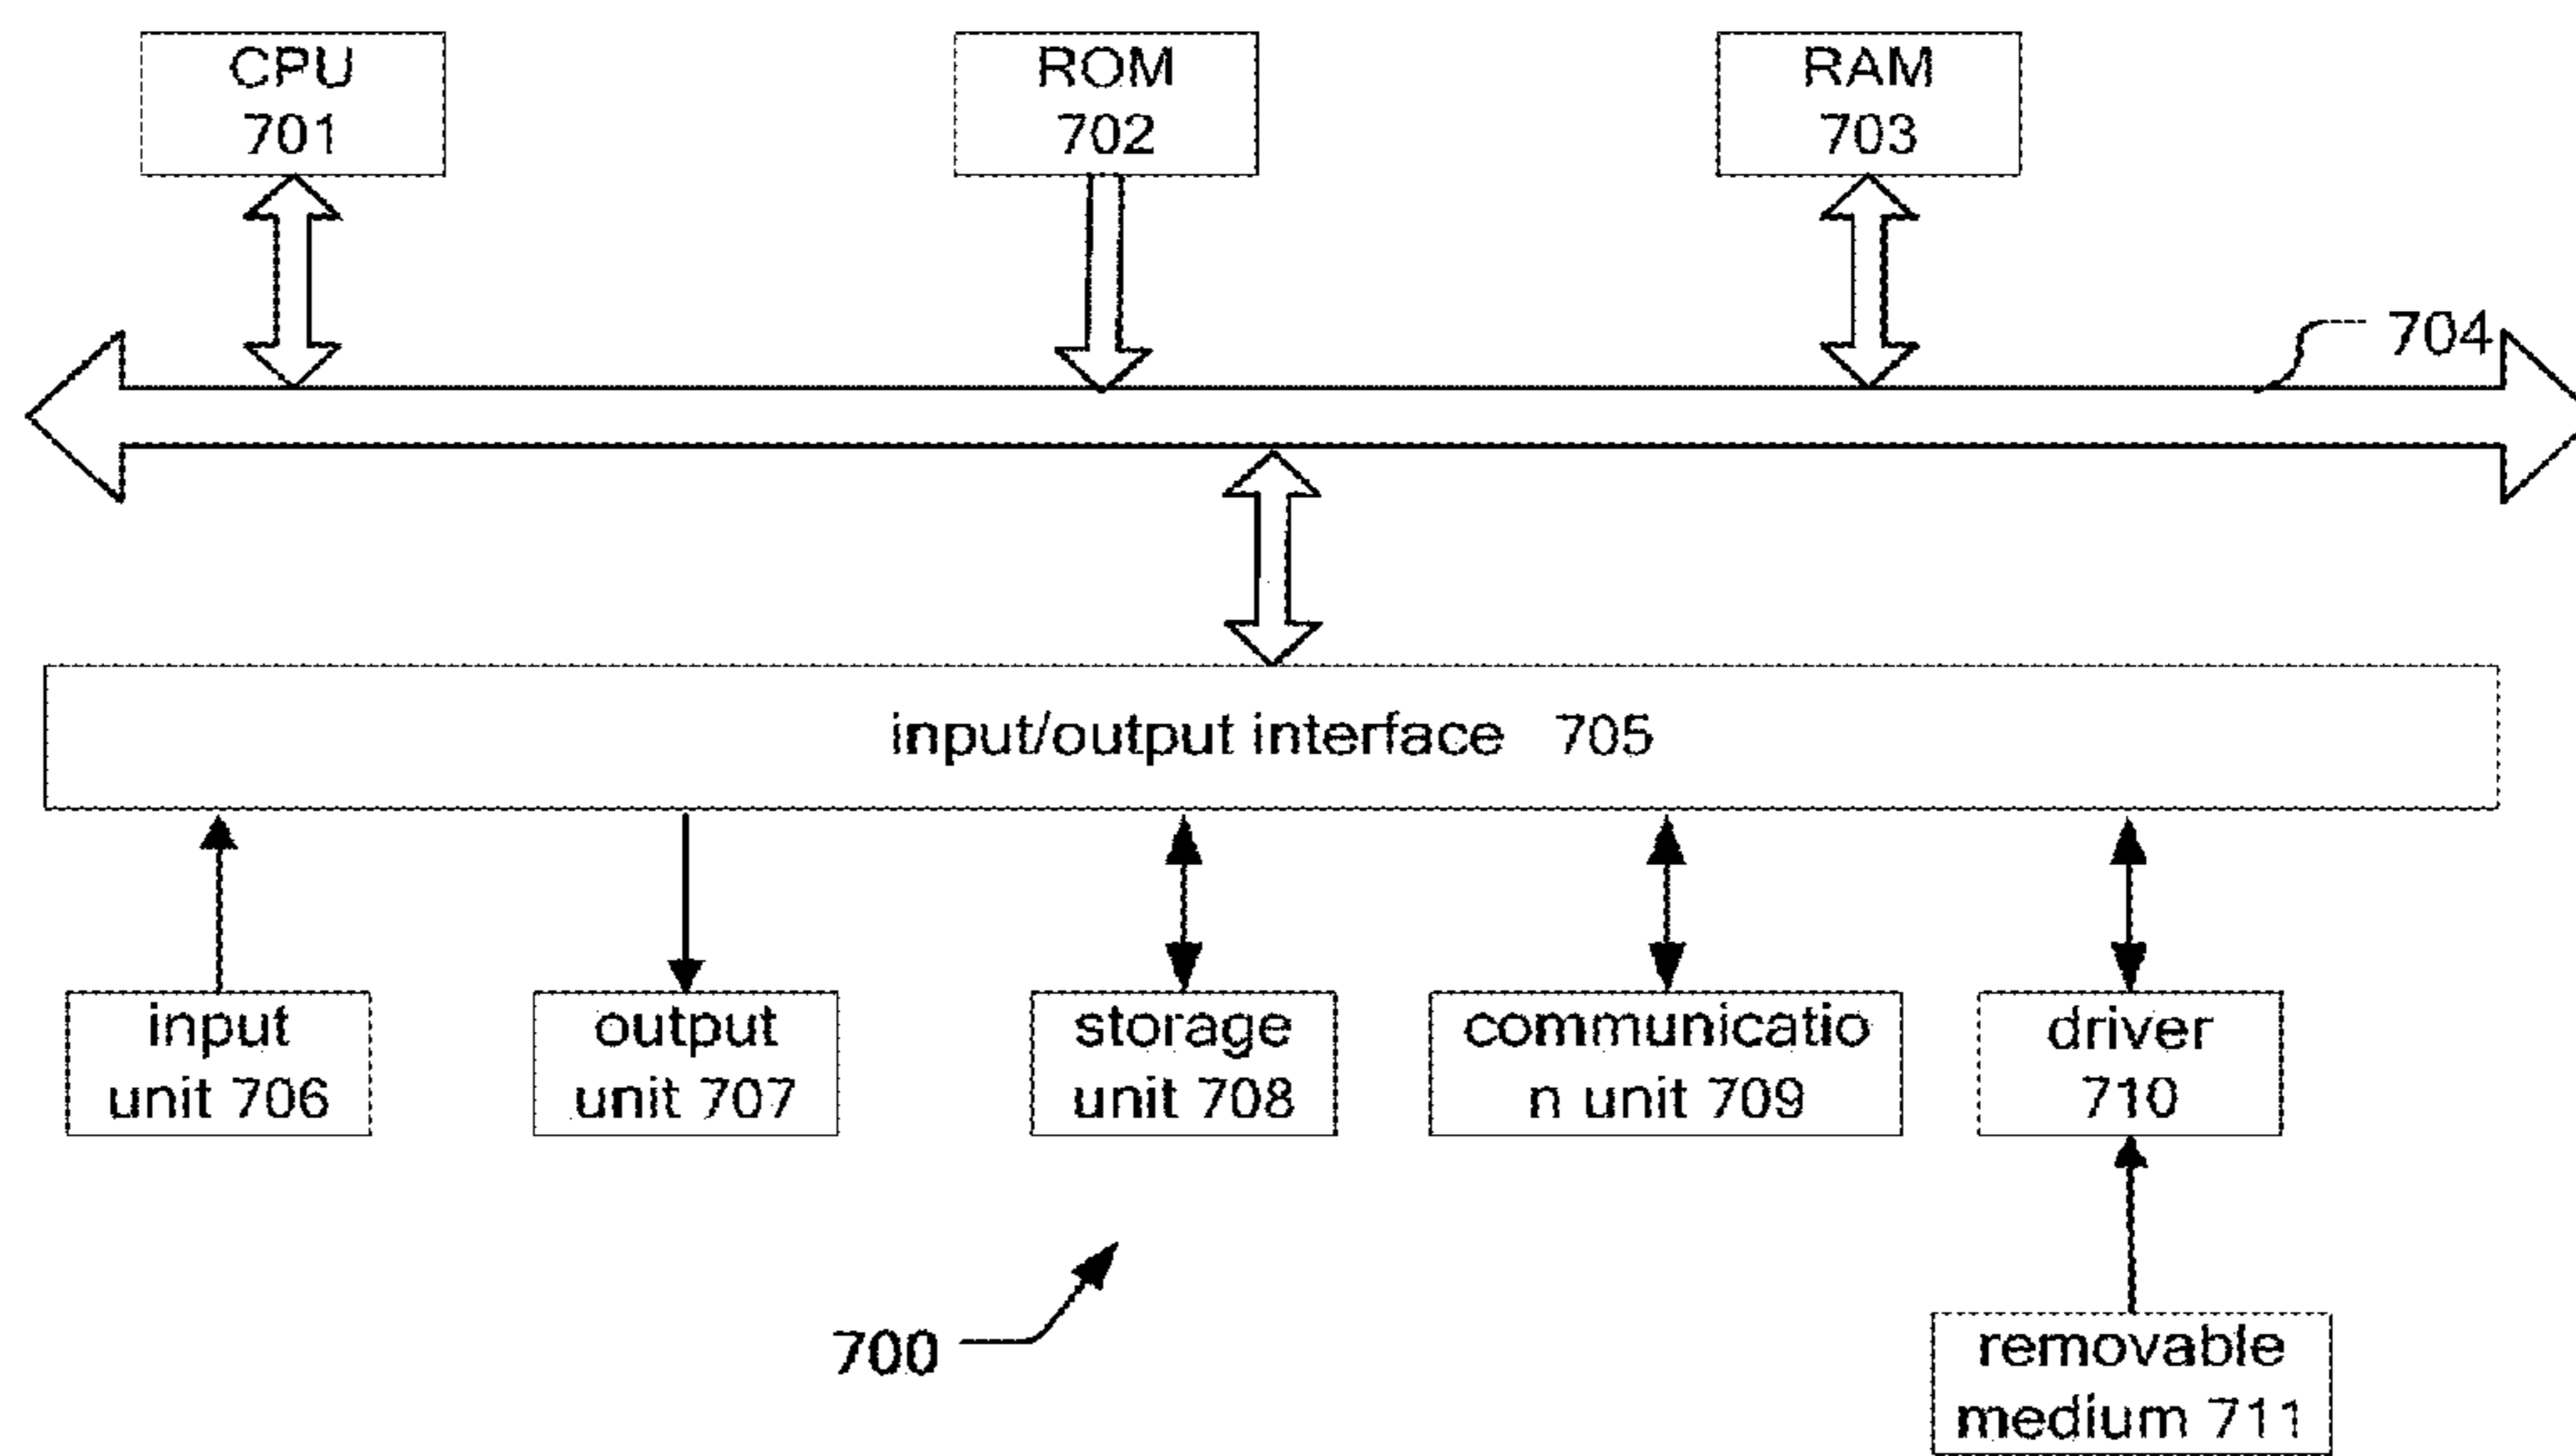 CPU
701
ROM
702
RAM
703
704
input/output interface 705
input
unit 706
output
unit 707
storage
unit 708
communicatio
n unit 709
driver
710
700
removable
medium 711